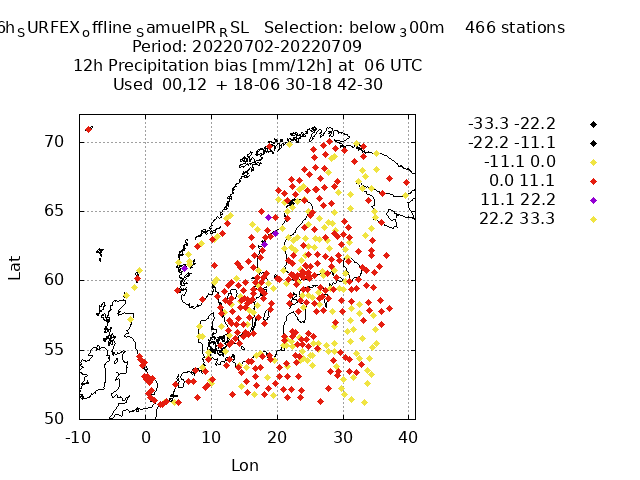 6h_SURFEX_offline_SamuelPR_RSL Selection: below_300m 466 stations
Period: 20220702-20220709
12h Precipitation bias [mm/12h] at 06 UTC
Used 00,12 + 18-06 30-18 42-30
-33.3 -22.2
-22.2 -11.1
-11.1 0.0
0.0 11.1
11.1 22.2
22.2 33.3
70
65
60
55
50
Lat
-10 0 10 20 30 40
Lon